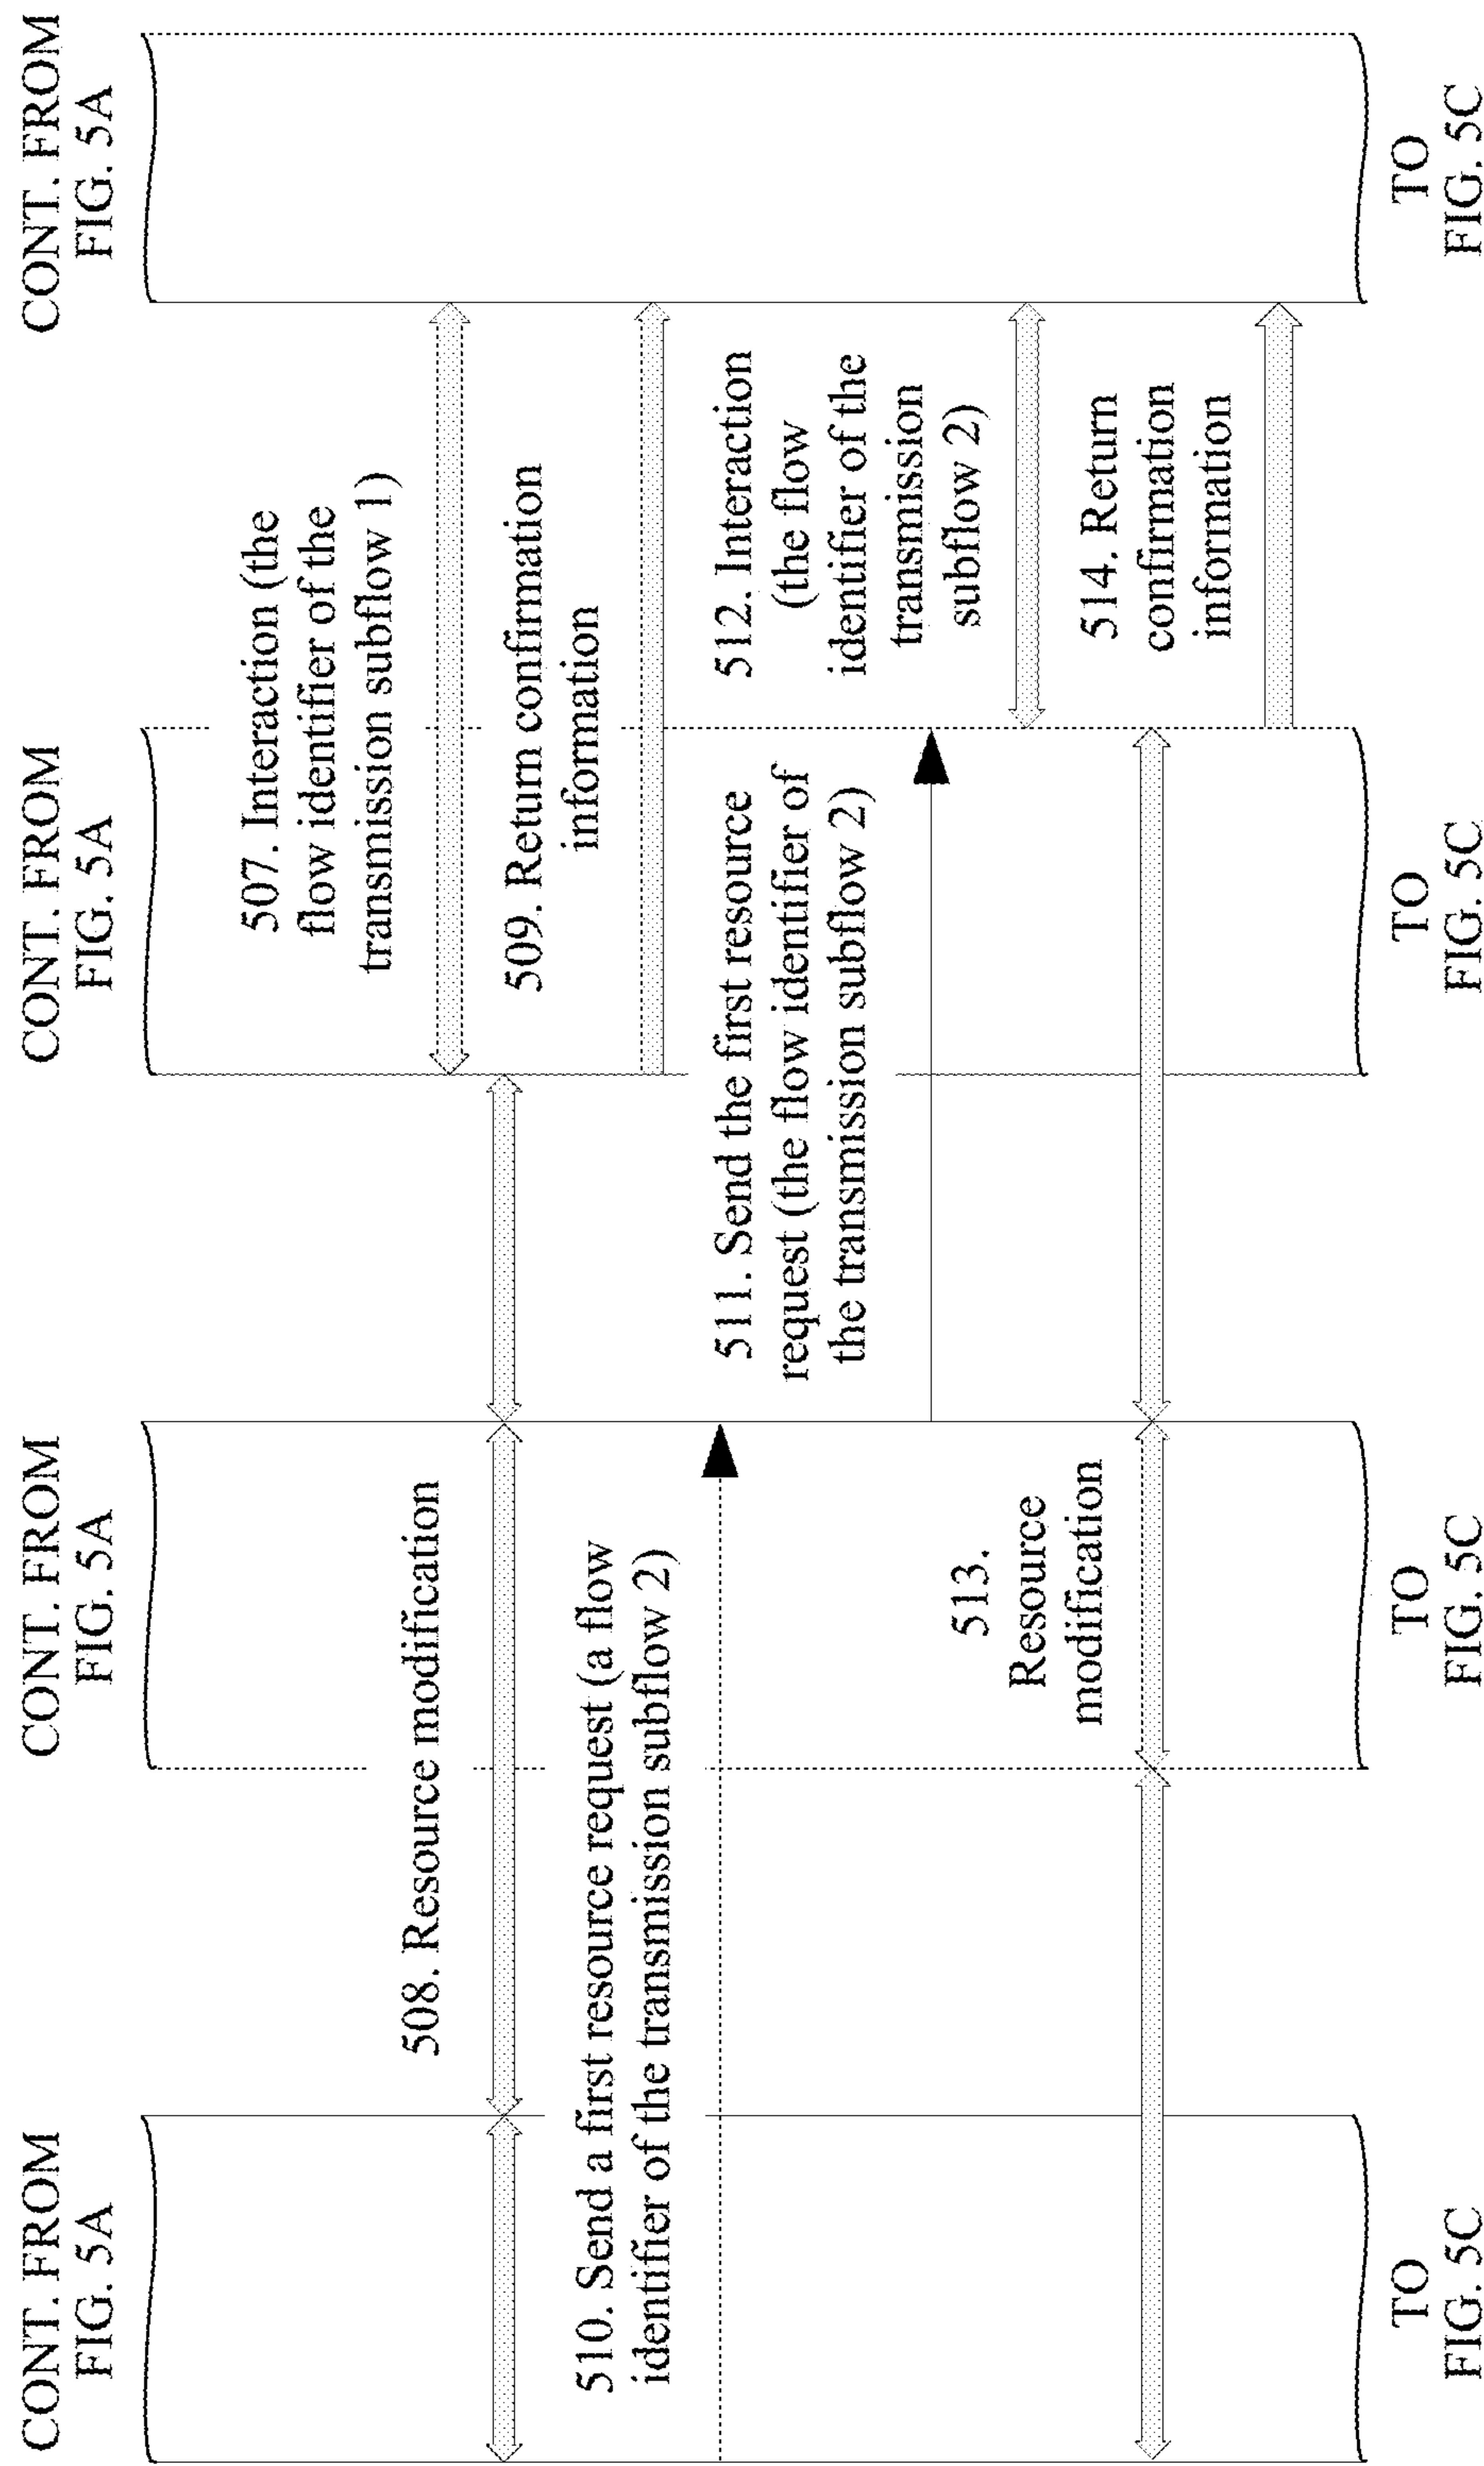 CONT. FROM
FIG. 5A
CONT. FROM
FIG. 5A
CONT. FROM
FIG. 5A
CONT. FROM
FIG. 5A
507. Interaction (the
flow identifier of the
transmission subflow 1)
508. Resource modification
509. Return confirmation
information
510. Send a first resource request (a flow
identifier of the transmission subflow 2)
511. Send the first resource
request (the flow identifier of
the transmission subflow 2)
512. Interaction
(the flow
identifier of the
transmission
subflow 2)
513.
Resource
modification
514. Return
confirmation
information
TO
FIG. 5C
TO
FIG. 5C
TO
FIG. 5C
TO
FIG. 5C